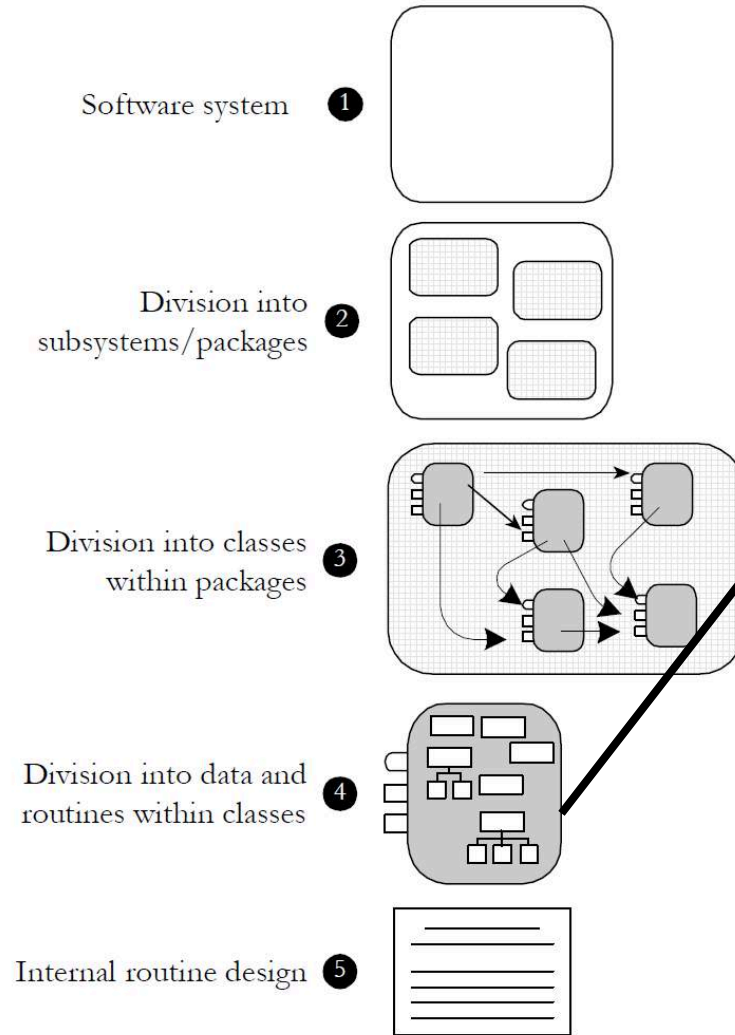 Software system 1
Division into
subsystems/packages 2
Division into classes
within packages 3
Division into data and
routines within classes 4
Internal routine design 5